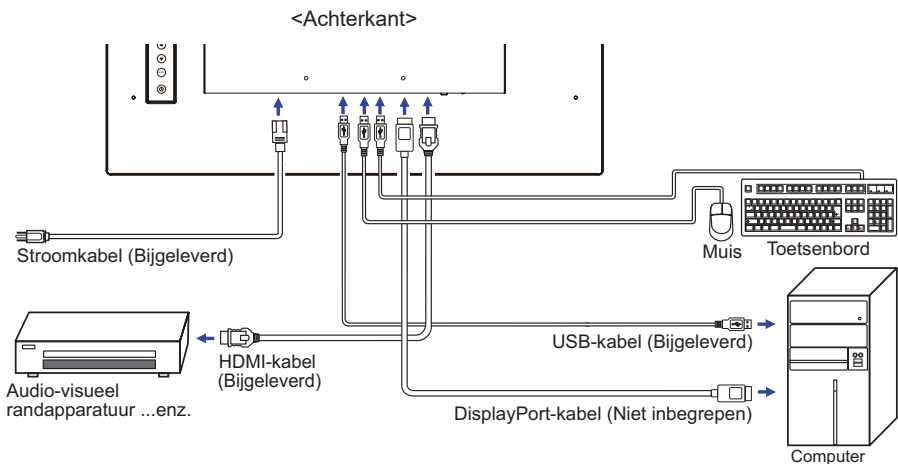 <Achterkant>
Stroomkabel (Bijgeleverd)
Muis
Toetsenbord
HDMI-kabel
(Bijgeleverd)
USB-kabel (Bijgeleverd)
Audio-visueel
randapparatuur ...enz.
DisplayPort-kabel (Niet inbegrepen)
Computer